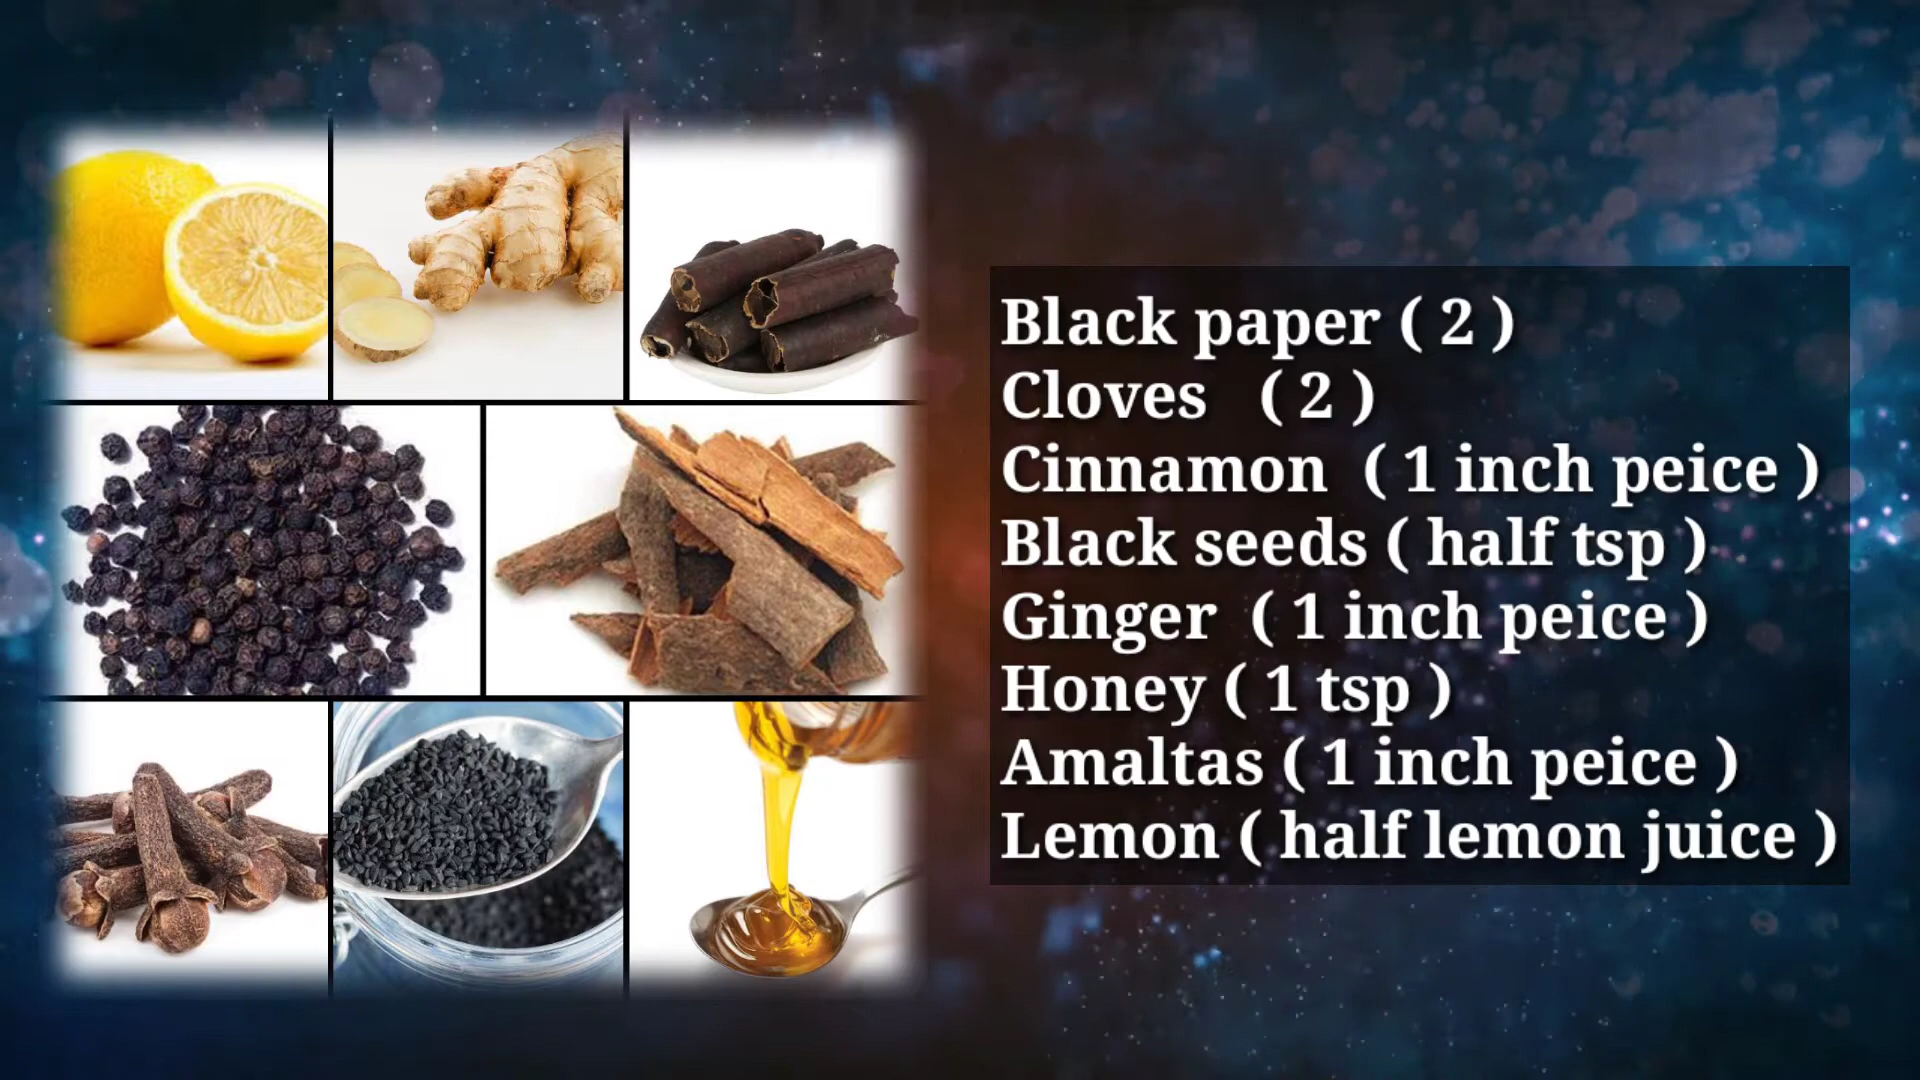 Black paper ( 2 )
Cloves ( 2 )
Cinnamon ( 1 inch peice )
Black seeds ( half tsp )
Ginger ( 1 inch peice )
Honey ( 1 tsp )
Amaltas ( 1 inch peice )
Lemon ( half lemon juice )